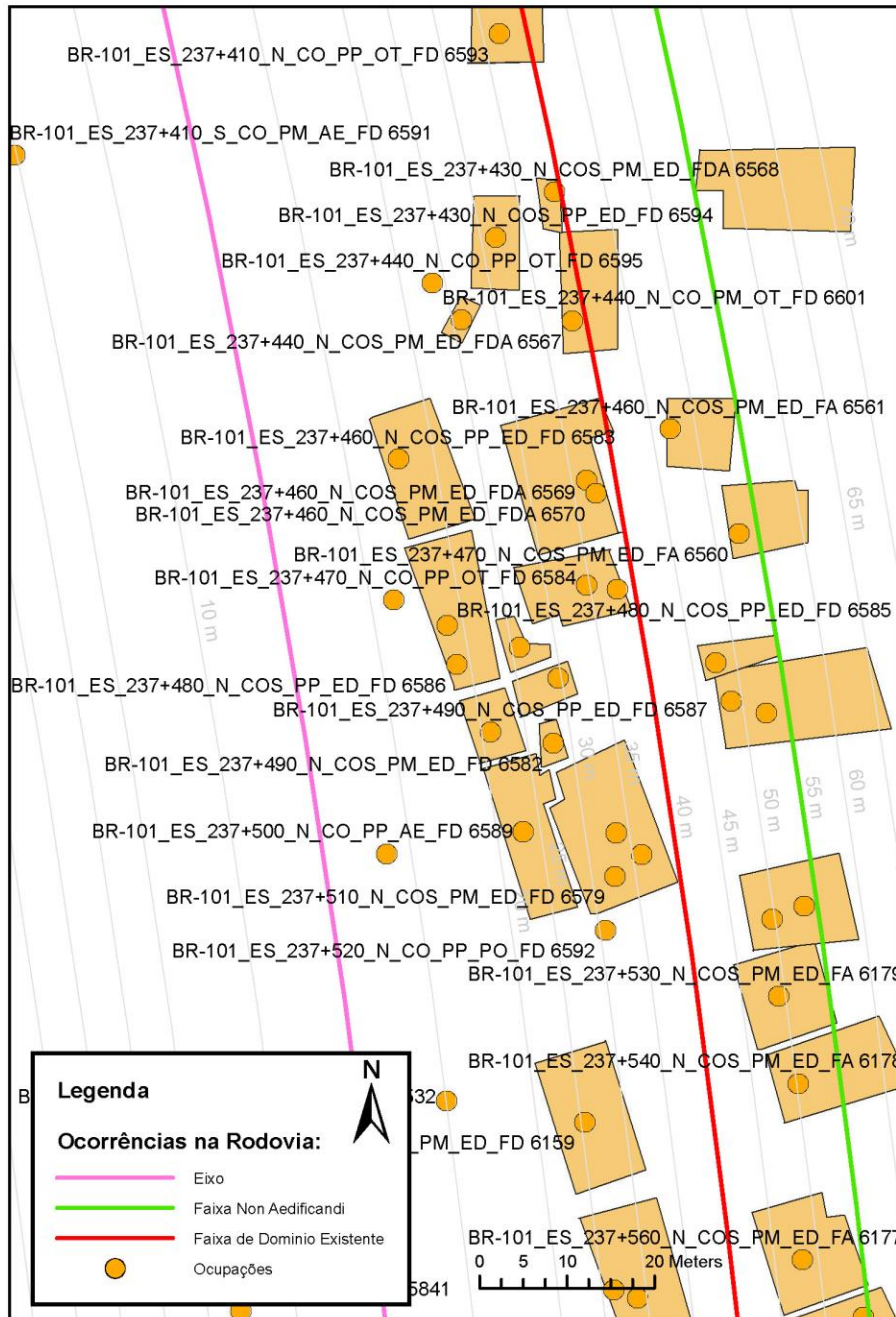 BR-101_ES_237+410_N_CO_PP_OT_FD 6593
BR-101_ES_237+410_S_CO_PM_AE_FD 6591
BR-101_ES_237+430_N_COS_PM_ED_FDA 6568
BR-101_ES_237+430_N_COS_PP_ED_FD 6594
BR-101_ES_237+440_N_CO_PP_OT_FD 6595
BR-101_ES_237+440_N_CO_PM_OT_FD 6601
BR-101_ES_237+440_N_COS_PM_ED_FDA 6567
BR-101_ES_237+460_N_COS_PM_ED_FA 6561
BR-101_ES_237+460_N_COS_PP_ED_FD 6583
BR-101_ES_237+460_N_COS_PM_ED_FDA 6569
BR-101_ES_237+460_N_COS_PM_ED_FDA 6570
65 m
BR-101_ES_237+470_N_COS_PM_ED_FA 6560
BR-101_ES_237+470_N_CO_PP_OT_FD 6584
10 m
BR-101_ES_237+480_N_COS_PP_ED_FD 6585
BR-101_ES_237+480_N_COS_PP_ED_FD 6586
BR-101_ES_237+490_N_COS_PP_ED_FD 6587
BR-101_ES_237+490_N_COS_PM_ED_FD 6582
30 m
35 m
40 m
45 m
50 m
55 m
60 m
BR-101_ES_237+500_N_CO_PP_AE_FD 6589
BR-101_ES_237+510_N_COS_PM_ED_FD 6579
BR-101_ES_237+520_N_CO_PP_PO_FD 6592
BR-101_ES_237+530_N_COS_PM_ED_FA 6179
BR-101_ES_237+540_N_COS_PM_ED_FA 6178
B
532
_PM_ED_FD 6159
BR-101_ES_237+560_N_COS_PM_ED_FA 6177
5841
Legenda
N
Ocorrências na Rodovia:
Eixo
Faixa Non Aedificandi
Faixa de Dominio Existente
Ocupações
0 5 10 20 Meters